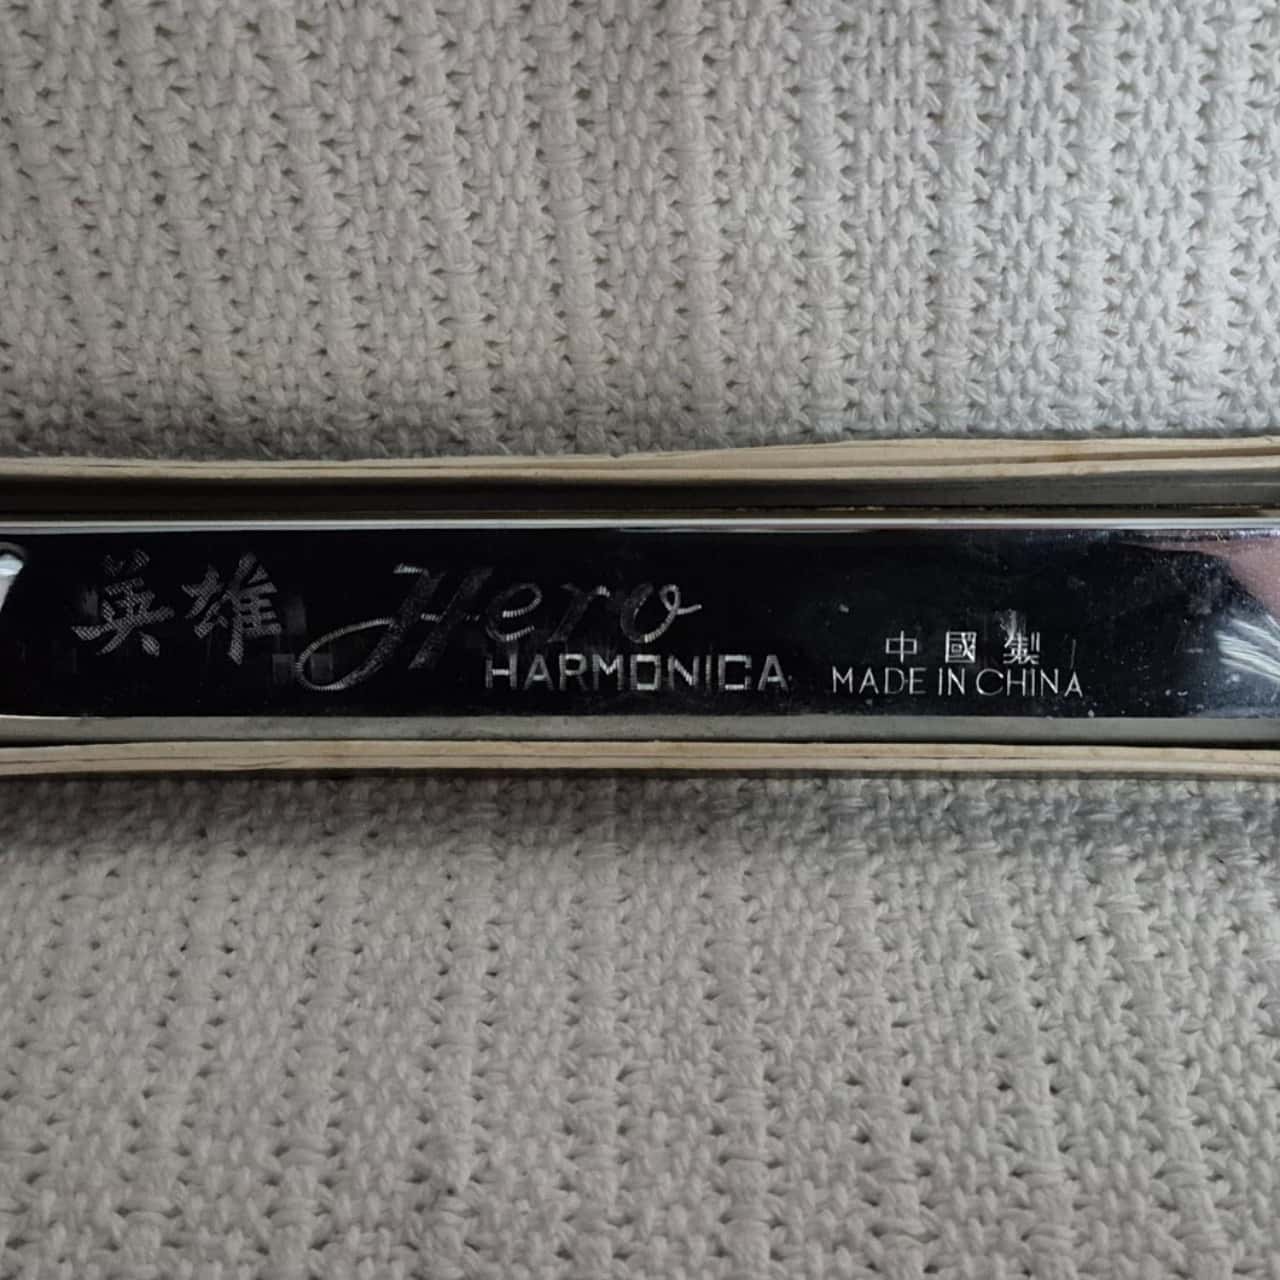 英雄 Hero
HARMONICA
中國製
MADE IN CHINA